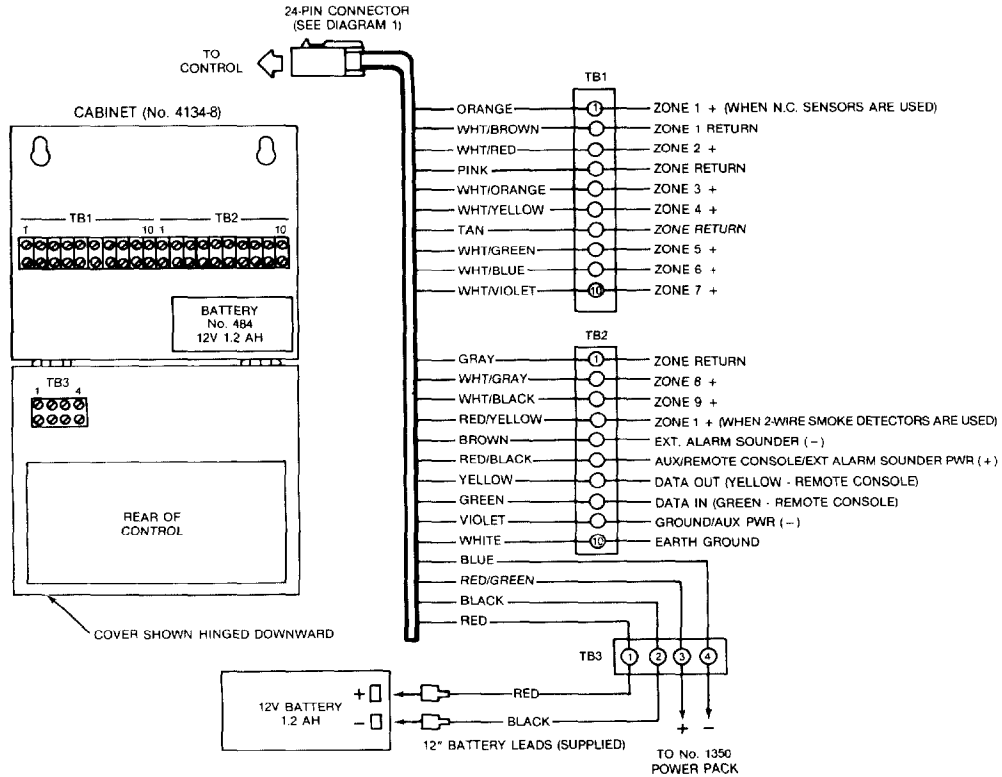 24-PIN CONNECTOR
(SEE DIAGRAM 1)
TO
CONTROL
CABINET (No. 4134-8)
TB1
TB2
1
10
1
10
BATTERY
No. 484
12V 1.2 AH
TB3
1
4
REAR OF
CONTROL
COVER SHOWN HINGED DOWNWARD
TB1
ORANGE 1 ZONE 1 + (WHEN N.C. SENSORS ARE USED)
WHT/BROWN ZONE 1 RETURN
WHT/RED ZONE 2 +
PINK ZONE RETURN
WHT/ORANGE ZONE 3 +
WHT/YELLOW ZONE 4 +
TAN ZONE RETURN
WHT/GREEN ZONE 5 +
WHT/BLUE ZONE 6 +
WHT/VIOLET 10 ZONE 7 +
TB2
GRAY 1 ZONE RETURN
WHT/GRAY ZONE 8 +
WHT/BLACK ZONE 9 +
RED/YELLOW ZONE 1 + (WHEN 2-WIRE SMOKE DETECTORS ARE USED)
BROWN EXT. ALARM SOUNDER (-)
RED/BLACK AUX/REMOTE CONSOLE/EXT ALARM SOUNDER PWR (+)
YELLOW DATA OUT (YELLOW - REMOTE CONSOLE)
GREEN DATA IN (GREEN - REMOTE CONSOLE)
VIOLET GROUND/AUX PWR (-)
WHITE 10 EARTH GROUND
BLUE
RED/GREEN
BLACK
RED
TB3 1 2 3 4
12V BATTERY
1.2 AH
+
-
RED
BLACK
12" BATTERY LEADS (SUPPLIED)
+ -
TO No. 1350
POWER PACK